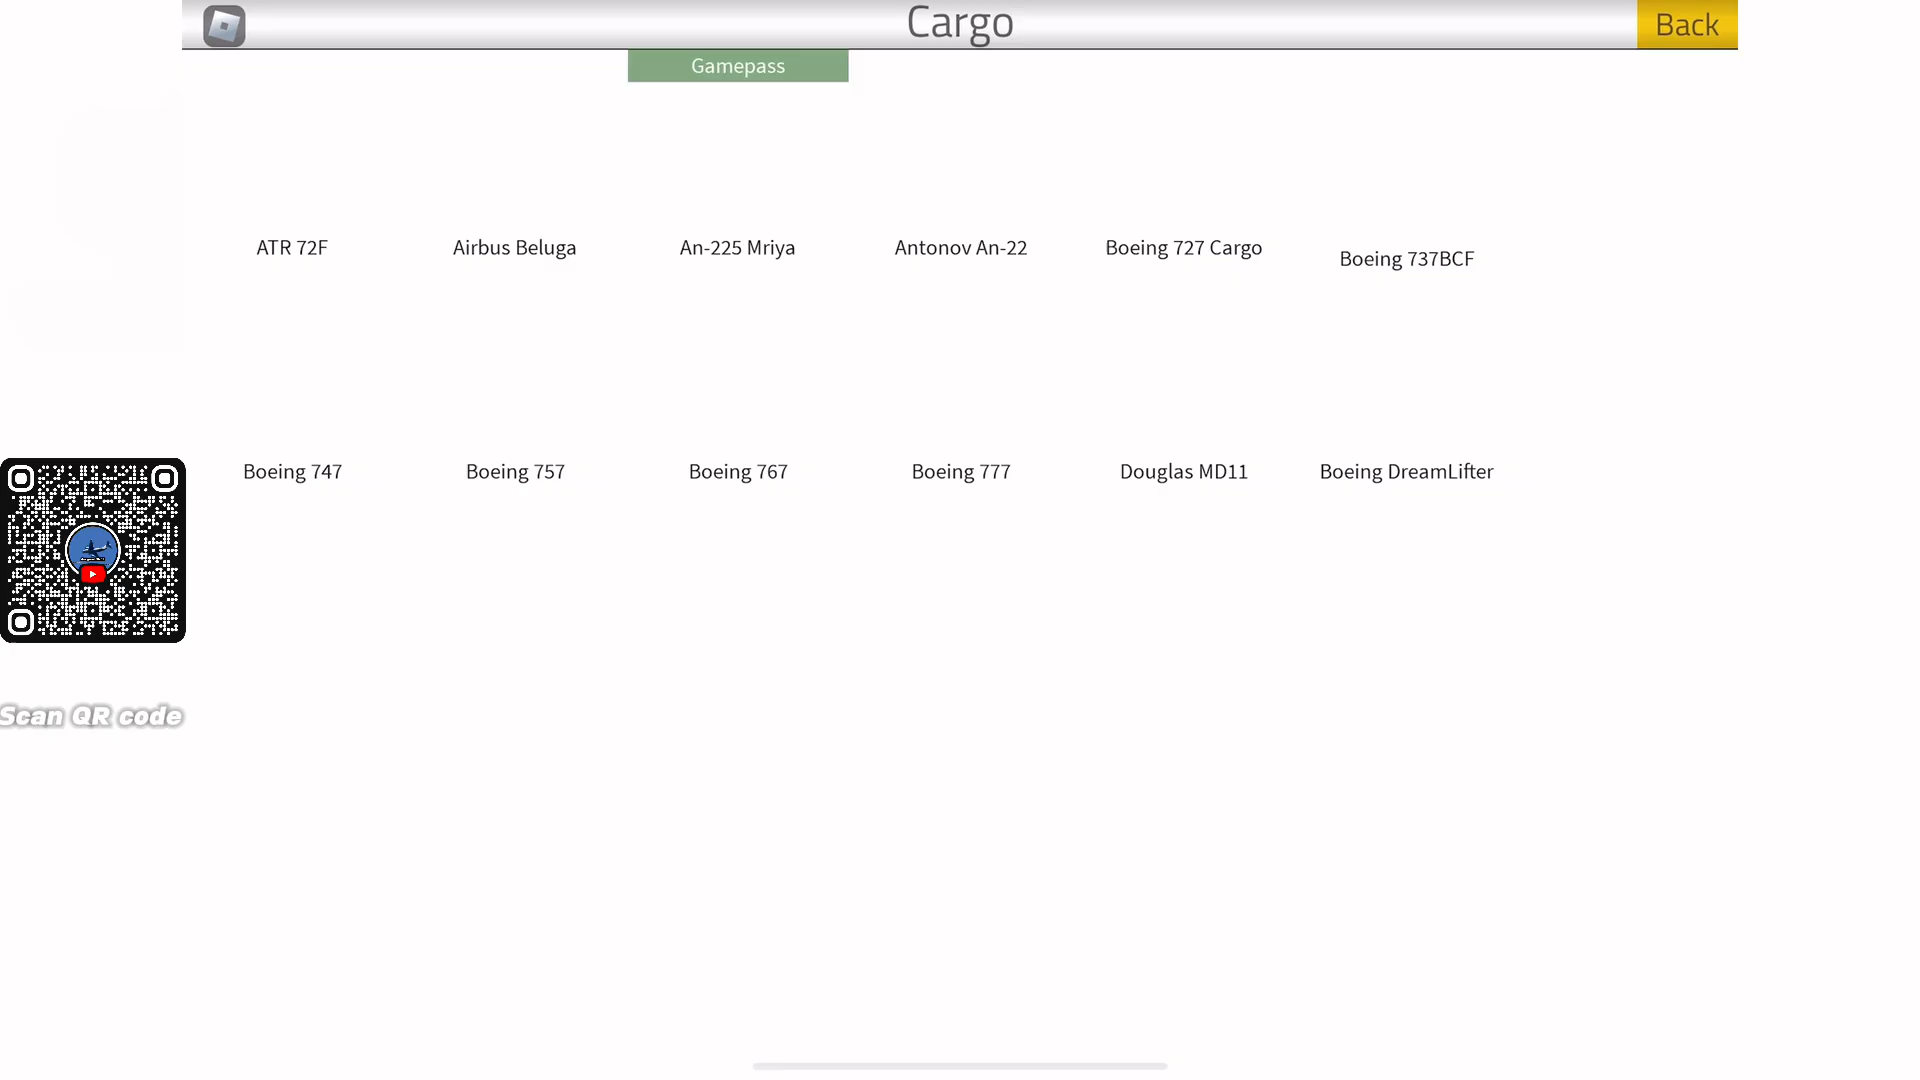 Cargo
Back
Gamepass
ATR 72F
Airbus Beluga
An-225 Mriya
Antonov An-22
Boeing 727 Cargo
Boeing 737BCF
Boeing 747
Boeing 757
Boeing 767
Boeing 777
Douglas MD11
Boeing DreamLifter
Scan QR code